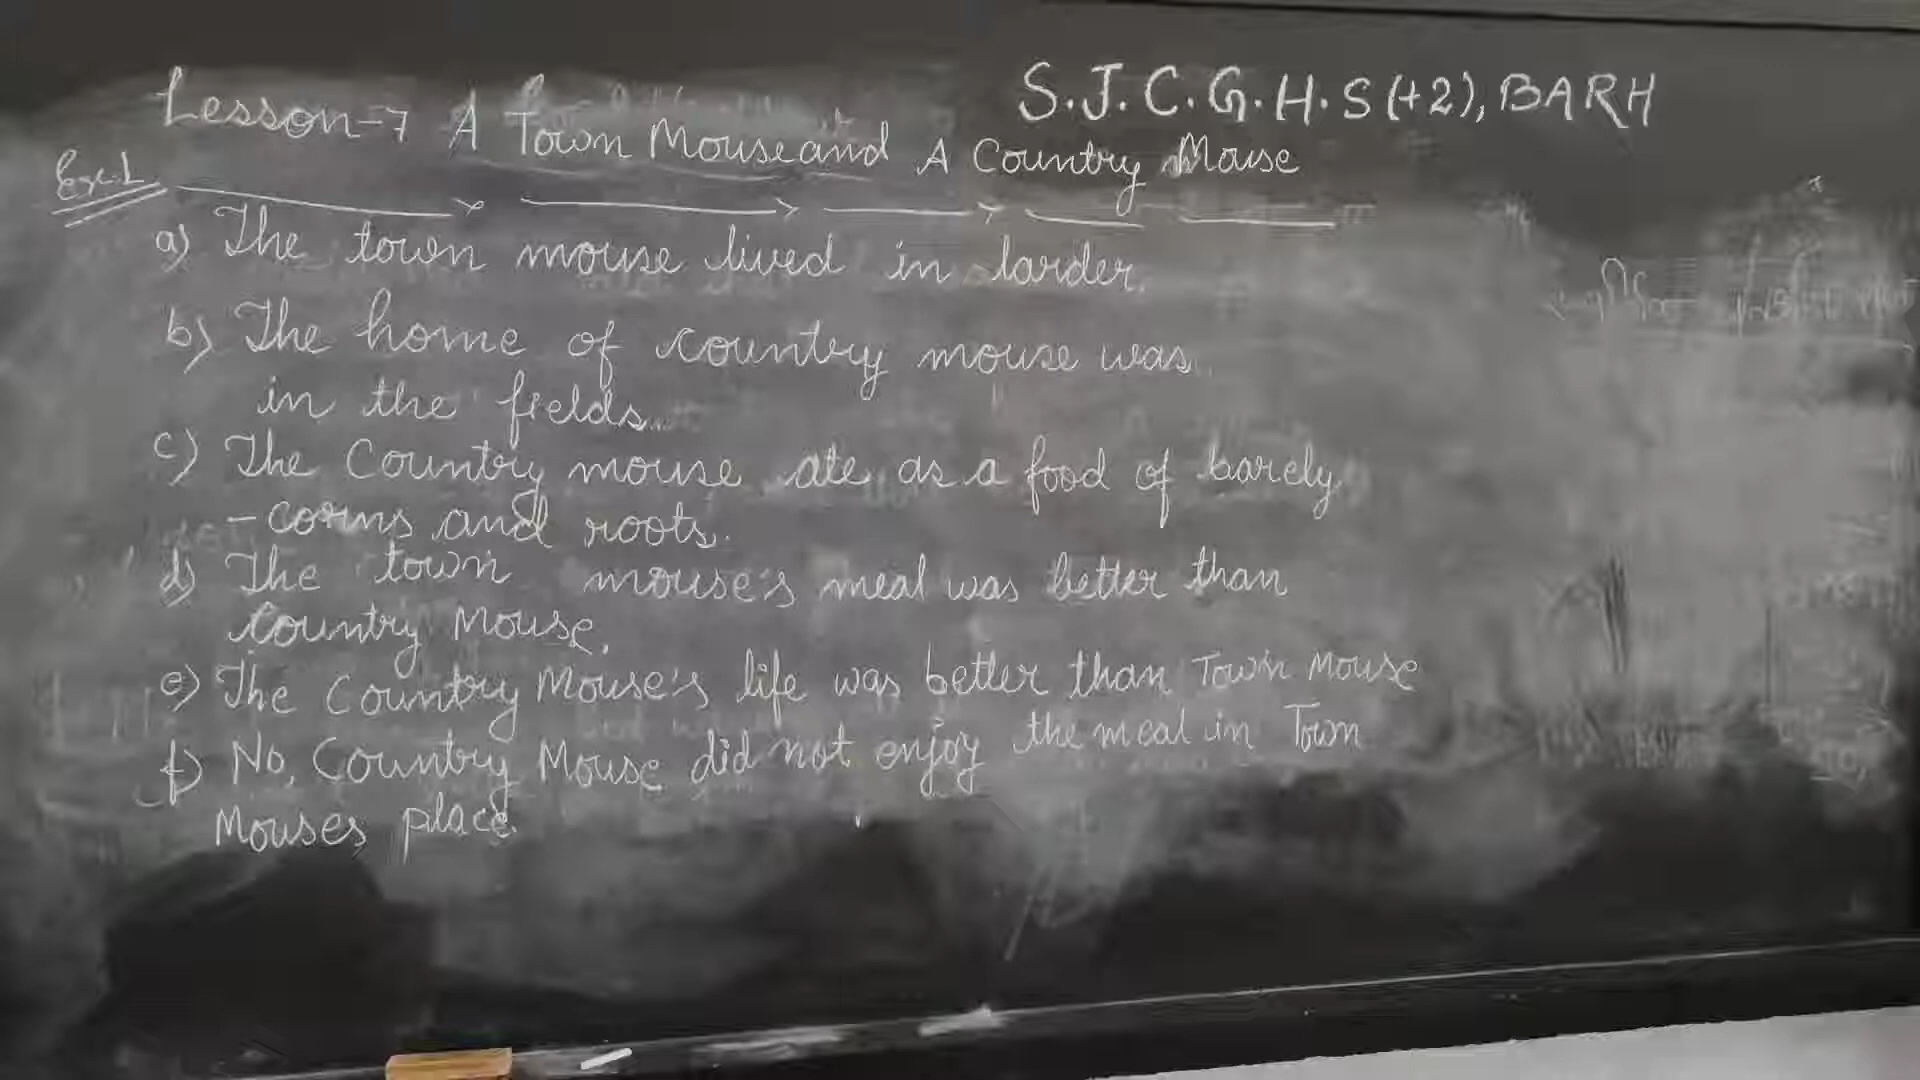 S.J.C.G.H.S(+2), BARH
Lesson-7 A Town Mouse and A Country Mouse
Exe.1
a) The town mouse lived in larder.
b) The home of country mouse was
in the fields.
c) The Country mouse ate as a food of barely
-corns and roots.
d) The town mouse's meal was better than
country Mouse.
e) The Country Mouse's life was better than Town Mouse
f) No, Country Mouse did not enjoy the meal in Town
Mouses place.